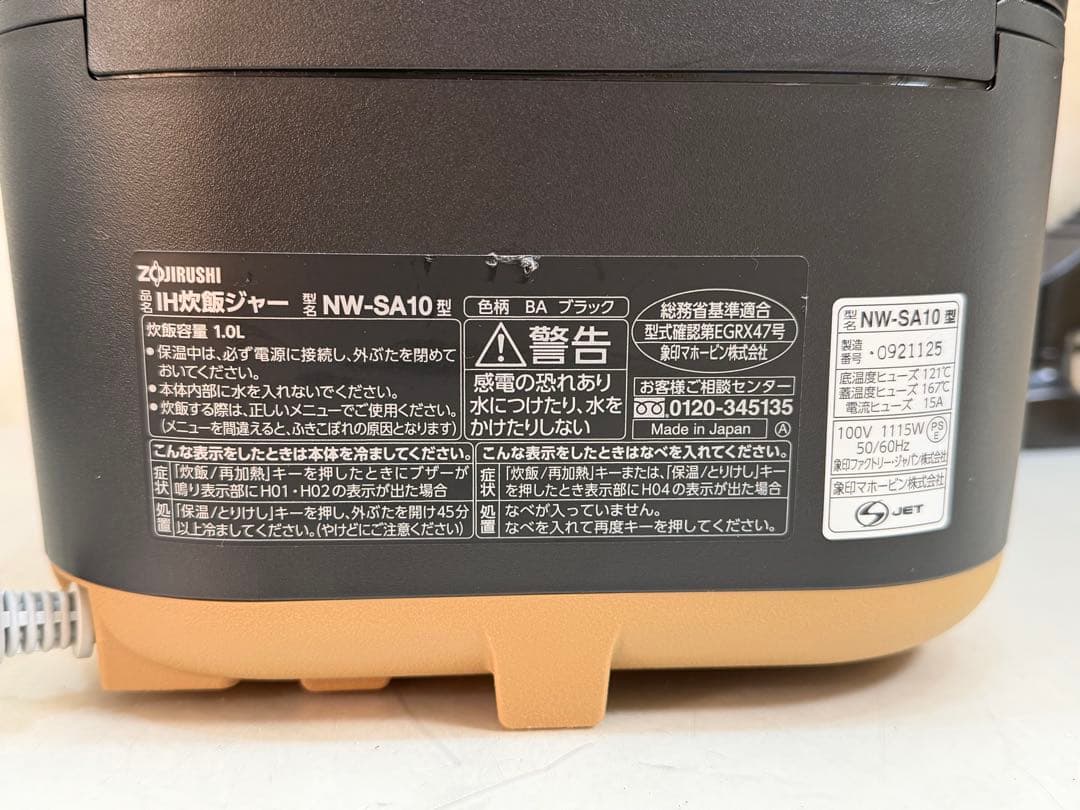 ZOJIRUSHI
品名 IH炊飯ジャー 型名 NW-SA10型
炊飯容量 1.0L
●保温中は、必ず電源に接続し、外ぶたを閉めて
おいてください。
●本体内部に水を入れないでください。
●炊飯する際は、正しいメニューでご使用ください。
(メニューを間違えると、ふきこぼれの原因となります)
色柄 BA ブラック
警告
感電の恐れあり
水につけたり、水を
かけたりしない
総務省基準適合
型式確認第EGRX47号
象印マホービン株式会社
お客様ご相談センター
0120-345135
Made in Japan Ⓐ
こんな表示をしたときは本体を冷ましてください。
症状 「炊飯/再加熱」キーを押したときにブザーが
鳴り表示部にH01・H02の表示が出た場合
処置 「保温/とりけし」キーを押し、外ぶたを開け45分
以上冷ましてください。(やけどにご注意ください)
こんな表示をしたときはなべを入れてください。
症状 「炊飯/再加熱」キーまたは、「保温/とりけし」キー
を押したとき表示部にH04の表示が出た場合
処置 なべが入っていません。
なべを入れて再度キーを押してください。
型名 NW-SA10型
製造番号・0921125
底温度ヒューズ 121℃
蓋温度ヒューズ 167℃
電流ヒューズ 15A
100V 1115W
50/60Hz
PSE
象印ファクトリー・ジャパン株式会社
象印マホービン株式会社
JET